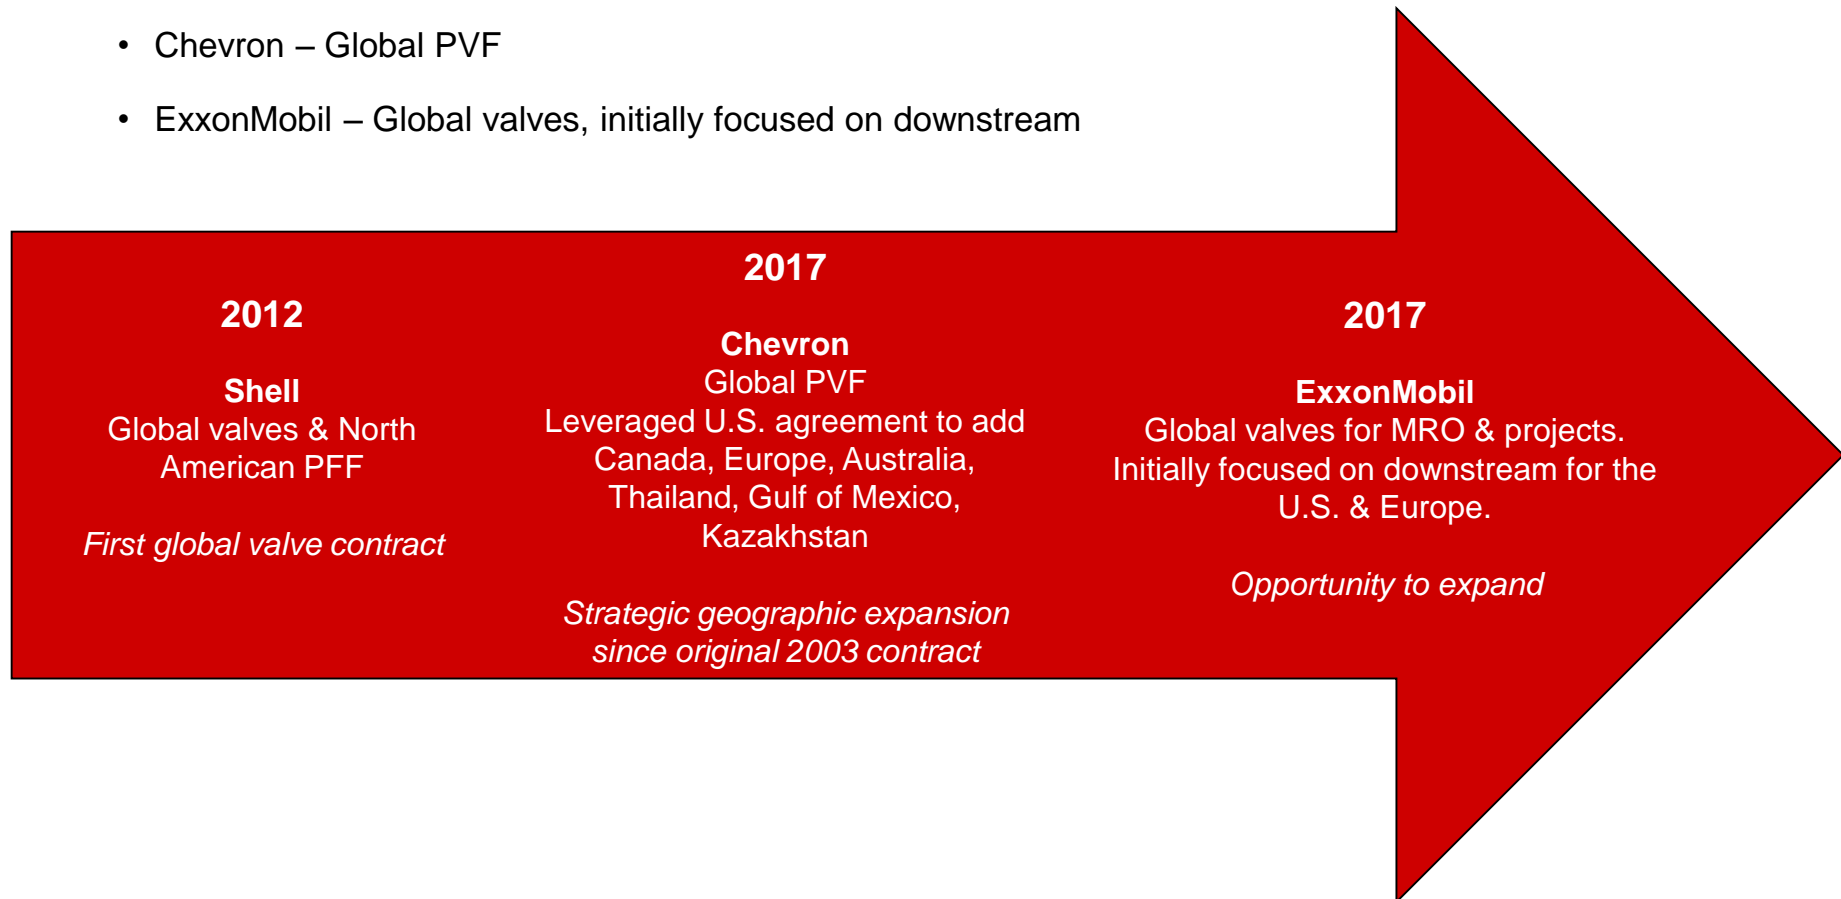 • Chevron – Global PVF
• ExxonMobil – Global valves, initially focused on downstream
2012
Shell
Global valves & North
American PFF
First global valve contract
2017
Chevron
Global PVF
Leveraged U.S. agreement to add
Canada, Europe, Australia,
Thailand, Gulf of Mexico,
Kazakhstan
Strategic geographic expansion
since original 2003 contract
2017
ExxonMobil
Global valves for MRO & projects.
Initially focused on downstream for the
U.S. & Europe.
Opportunity to expand